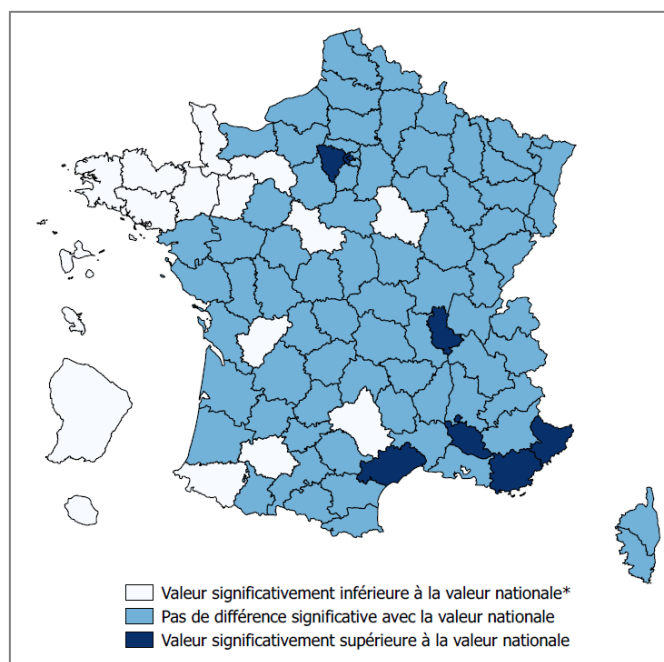 Valeur significativement inférieure à la valeur nationale*
Pas de différence significative avec la valeur nationale
Valeur significativement supérieure à la valeur nationale